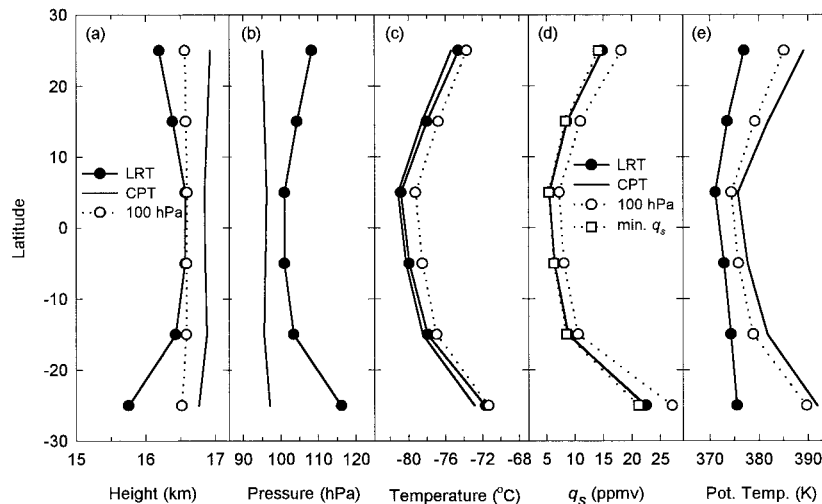 (a) (b) (c) (d) (e)
30
20
10
0
-10
-20
-30
Latitude
LRT
CPT
100 hPa
LRT
CPT
100 hPa
min. qs
15 16 17
90 100 110
-80 -76 -72 -68
5 10 15 20 25
370 380 390
Height (km) Pressure (hPa) Temperature (°C) qs (ppmv) Pot. Temp. (K)